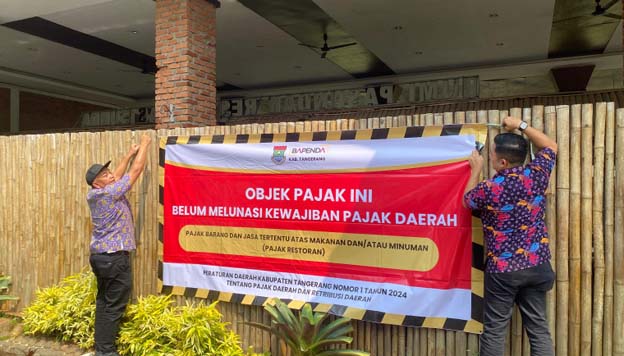 BAPENDA
KAB. TANGERANG
OBJEK PAJAK INI
BELUM MELUNASI KEWAJIBAN PAJAK DAERAH
PAJAK BARANG DAN JASA TERTENTU ATAS MAKANAN DAN/ATAU MINUMAN
(PAJAK RESTORAN)
PERATURAN DAERAH KABUPATEN TANGERANG NOMOR 1 TAHUN 2024
TENTANG PAJAK DAERAH DAN RETRIBUSI DAERAH